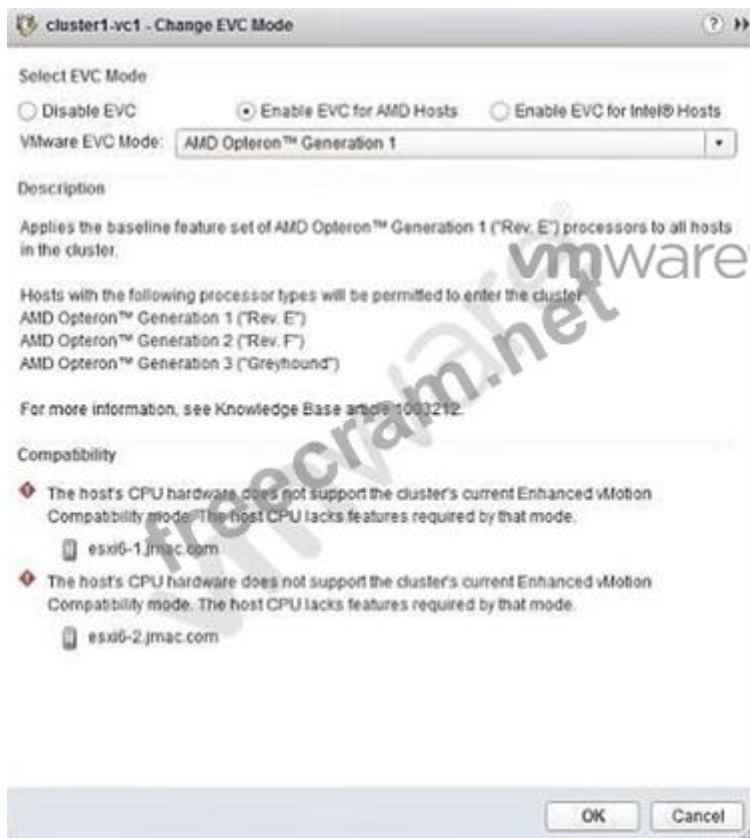 cluster1-vc1 - Change EVC Mode
Select EVC Mode
Disable EVC
Enable EVC for AMD Hosts
Enable EVC for Intel® Hosts
VMware EVC Mode: AMD Opteron™ Generation 1
Description
Applies the baseline feature set of AMD Opteron™ Generation 1 ("Rev. E") processors to all hosts
in the cluster.
vmware
Hosts with the following processor types will be permitted to enter the cluster
AMD Opteron™ Generation 1 ("Rev. E")
AMD Opteron™ Generation 2 ("Rev. F")
AMD Opteron™ Generation 3 ("Greyhound")
For more information, see Knowledge Base article 1003212.
Compatibility
The host's CPU hardware does not support the cluster's current Enhanced vMotion
Compatibility mode. The host CPU lacks features required by that mode.
esxi6-1.jmac.com
The host's CPU hardware does not support the cluster's current Enhanced vMotion
Compatibility mode. The host CPU lacks features required by that mode.
esxi6-2.jmac.com
freecram.net
vmware
OK
Cancel